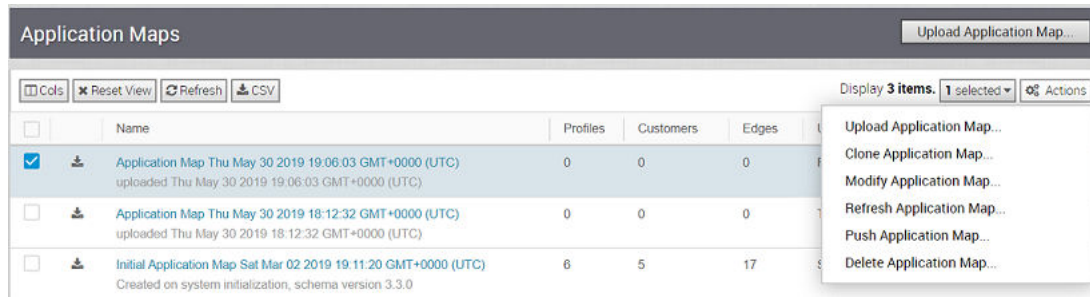 Application Maps
Upload Application Map...
Cols Reset View Refresh CSV
Display 3 items. 1 selected Actions
Name Profiles Customers Edges
Application Map Thu May 30 2019 19:06:03 GMT+0000 (UTC) 0 0 0
uploaded Thu May 30 2019 19:06:03 GMT+0000 (UTC)
Application Map Thu May 30 2019 18:12:32 GMT+0000 (UTC) 0 0 0
uploaded Thu May 30 2019 18:12:32 GMT+0000 (UTC)
Initial Application Map Sat Mar 02 2019 19:11:20 GMT+0000 (UTC) 6 5 17
Created on system initialization, schema version 3.3.0
Upload Application Map...
Clone Application Map...
Modify Application Map...
Refresh Application Map...
Push Application Map...
Delete Application Map...